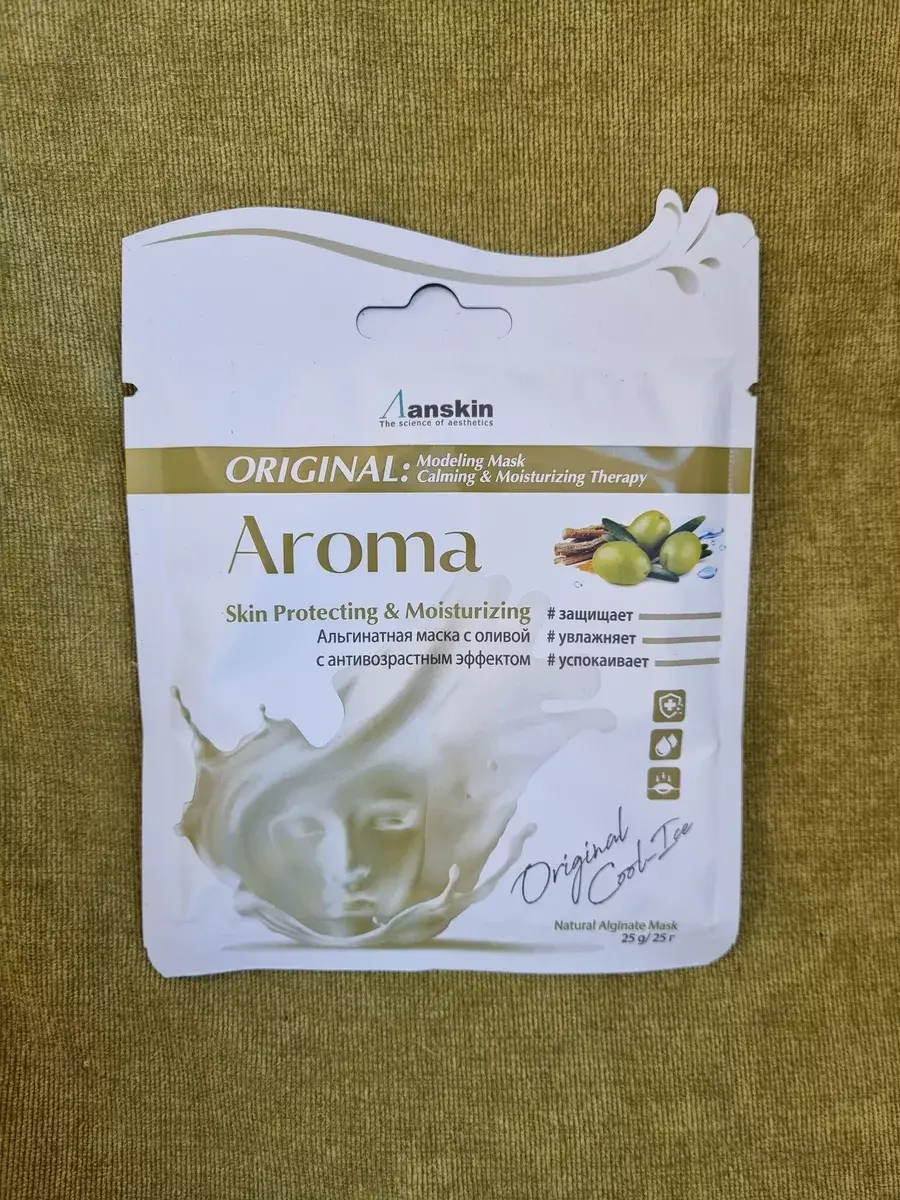 Aanskin
The science of aesthetics
ORIGINAL: Modeling Mask
Calming & Moisturizing Therapy
Aroma
Skin Protecting & Moisturizing
Альгинатная маска с оливой
с антивозрастным эффектом
# защищает
# увлажняет
# успокаивает
Original
Cool-Ice
Natural Alginate Mask
25 g/ 25 г